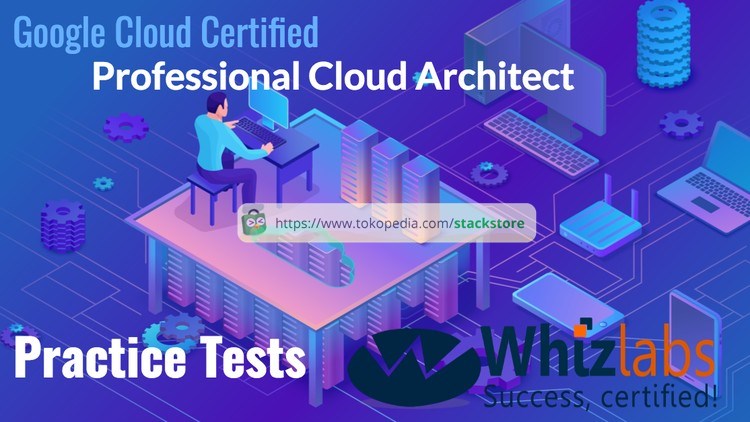 Google Cloud Certified
Professional Cloud Architect
https://www.tokopedia.com/stackstore
Practice Tests
Whizlabs
Success, certified!